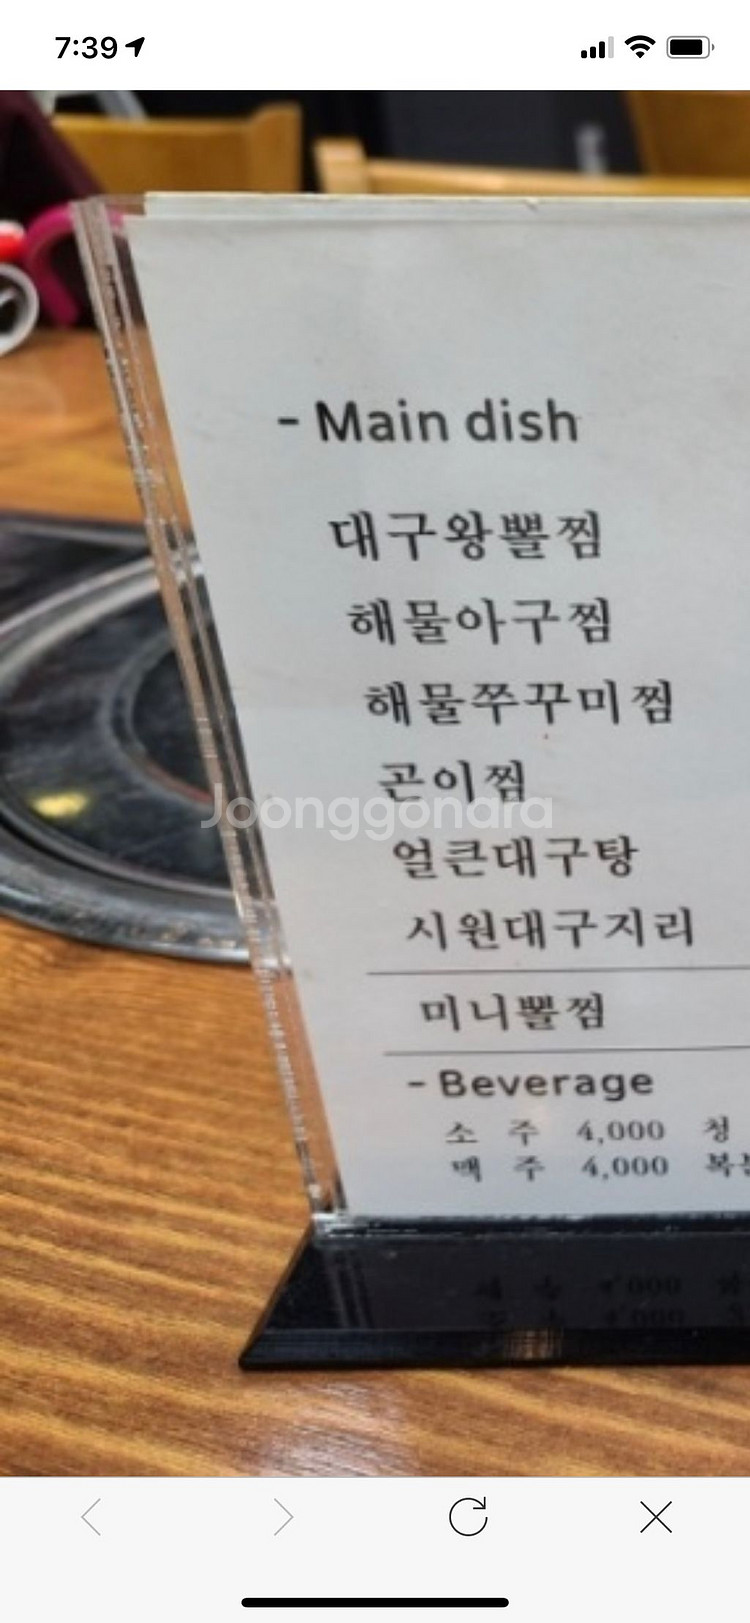 7:39
- Main dish
대구왕뽈찜
해물아구찜
해물쭈꾸미찜
곤이찜
Joonggonara
얼큰대구탕
시원대구지리
미니뽈찜
- Beverage
소 주 4,000 청
맥 주 4,000